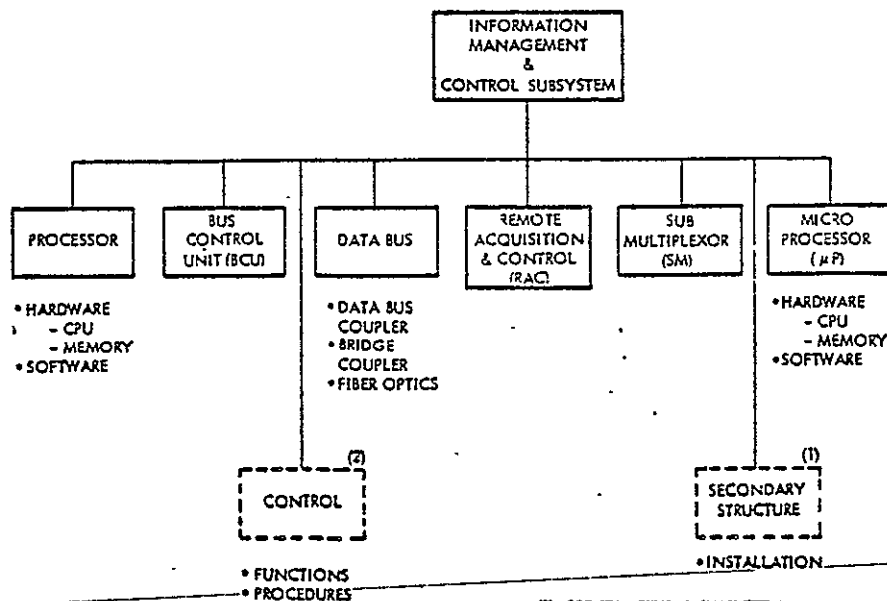 INFORMATION
MANAGEMENT
&
CONTROL SUBSYSTEM
PROCESSOR
BUS
CONTROL
UNIT (BCU)
DATA BUS
REMOTE
ACQUISITION
& CONTROL
(RAC)
SUB
MULTIPLEXOR
(SM)
MICRO
PROCESSOR
(μP)
• HARDWARE
– CPU
– MEMORY
• SOFTWARE
• DATA BUS
COUPLER
• BRIDGE
COUPLER
• FIBER OPTICS
• HARDWARE
– CPU
– MEMORY
• SOFTWARE
(2)
CONTROL
• FUNCTIONS
• PROCEDURES
(1)
SECONDARY
STRUCTURE
• INSTALLATION